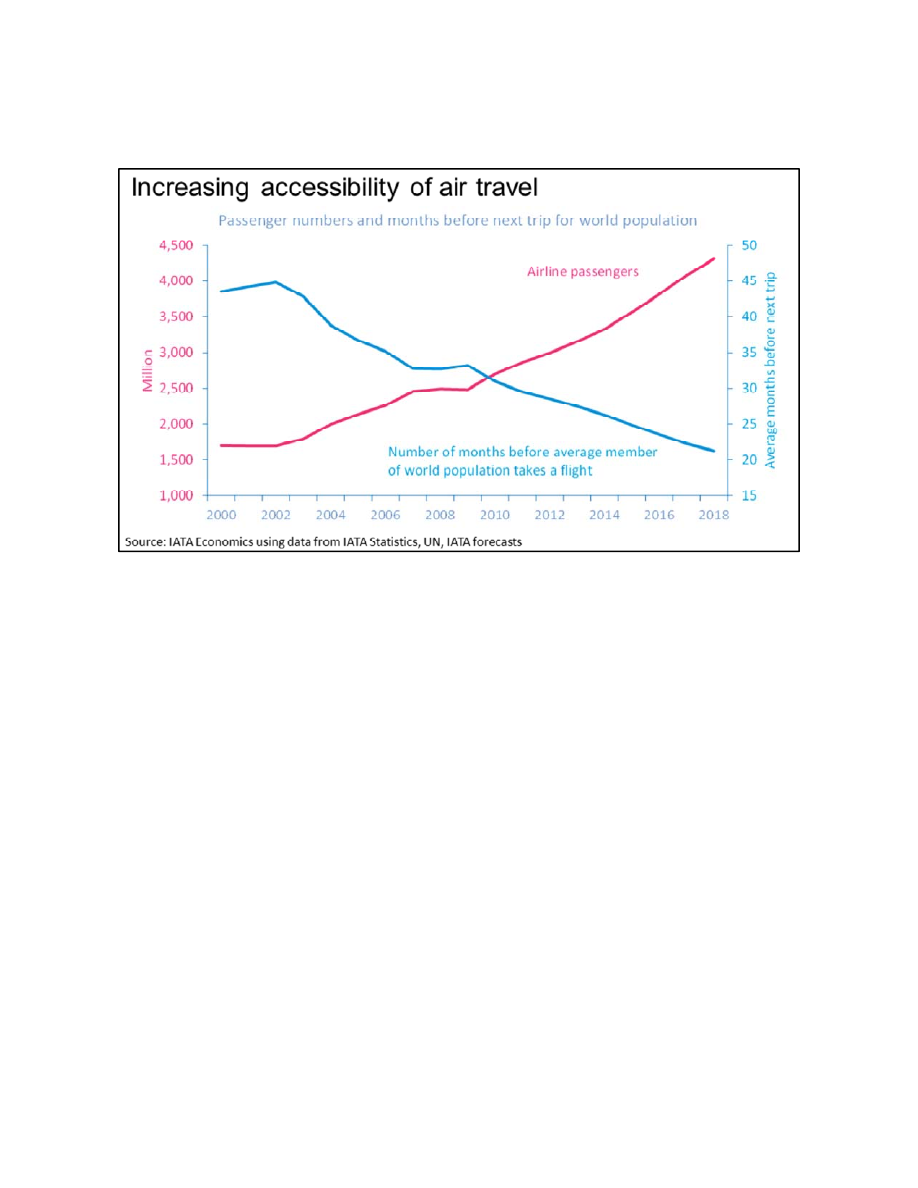 Increasing accessibility of air travel
Passenger numbers and months before next trip for world population
4,500
4,000
3,500
3,000
2,500
2,000
1,500
1,000
Million
Airline passengers
Number of months before average member
of world population takes a flight
50
45
40
35
30
25
20
15
Average months before next trip
2000 2002 2004 2006 2008 2010 2012 2014 2016 2018
Source: IATA Economics using data from IATA Statistics, UN, IATA forecasts